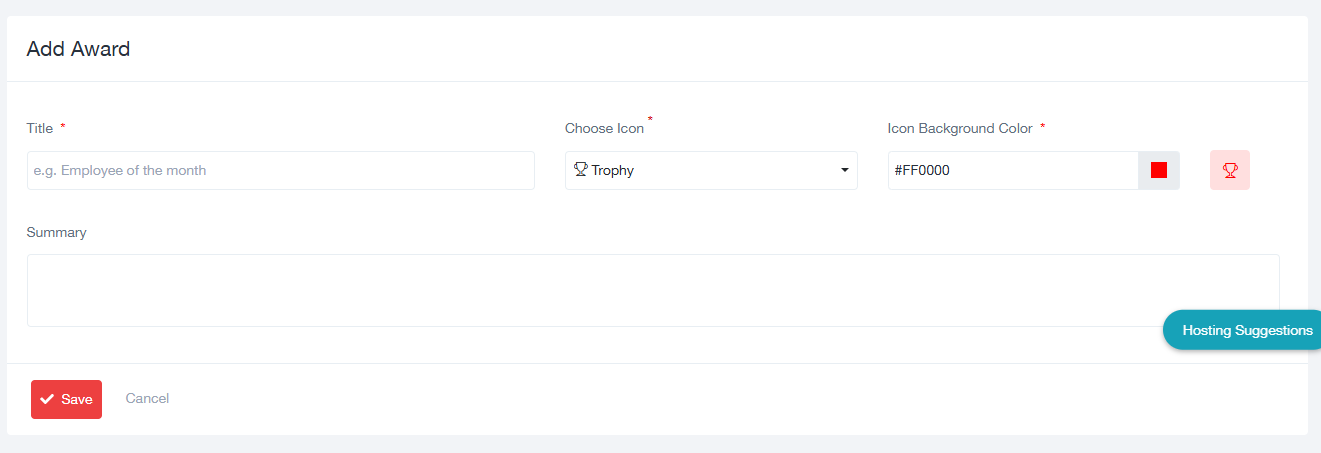 Add Award
Title *
Choose Icon *
Icon Background Color *
e.g. Employee of the month
Trophy
#FF0000
Summary
Hosting Suggestions
Save
Cancel